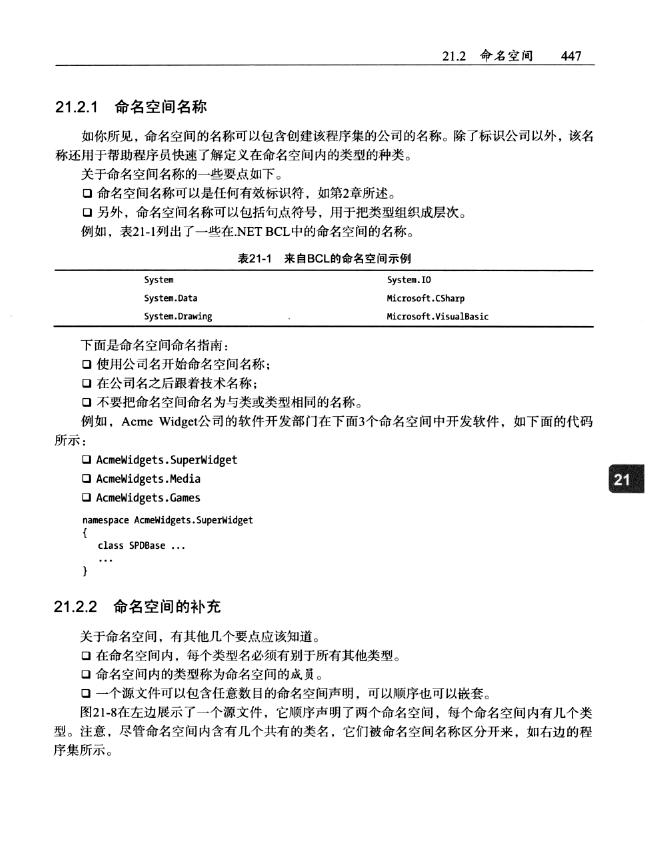 21.2 命名空间 447
21.2.1 命名空间名称
如你所见，命名空间的名称可以包含创建该程序集的公司的名称。除了标识公司以外，该名
称还用于帮助程序员快速了解定义在命名空间内的类型的种类。
关于命名空间名称的一些要点如下。
❑ 命名空间名称可以是任何有效标识符，如第2章所述。
❑ 另外，命名空间名称可以包括句点符号，用于把类型组织成层次。
例如，表21-1列出了一些在.NET BCL中的命名空间的名称。
表21-1 来自BCL的命名空间示例
System System.IO
System.Data Microsoft.CSharp
System.Drawing Microsoft.VisualBasic
下面是命名空间命名指南：
❑ 使用公司名开始命名空间名称；
❑ 在公司名之后跟着技术名称；
❑ 不要把命名空间命名为与类或类型相同的名称。
例如，Acme Widget公司的软件开发部门在下面3个命名空间中开发软件，如下面的代码
所示：
❑ AcmeWidgets.SuperWidget
❑ AcmeWidgets.Media
❑ AcmeWidgets.Games
21
namespace AcmeWidgets.SuperWidget
{
class SPDBase ...
...
}
21.2.2 命名空间的补充
关于命名空间，有其他几个要点应该知道。
❑ 在命名空间内，每个类型名必须有别于所有其他类型。
❑ 命名空间内的类型称为命名空间的成员。
❑ 一个源文件可以包含任意数目的命名空间声明，可以顺序也可以嵌套。
图21-8在左边展示了一个源文件，它顺序声明了两个命名空间，每个命名空间内有几个类
型。注意，尽管命名空间内含有几个共有的类名，它们被命名空间名称区分开来，如右边的程
序集所示。